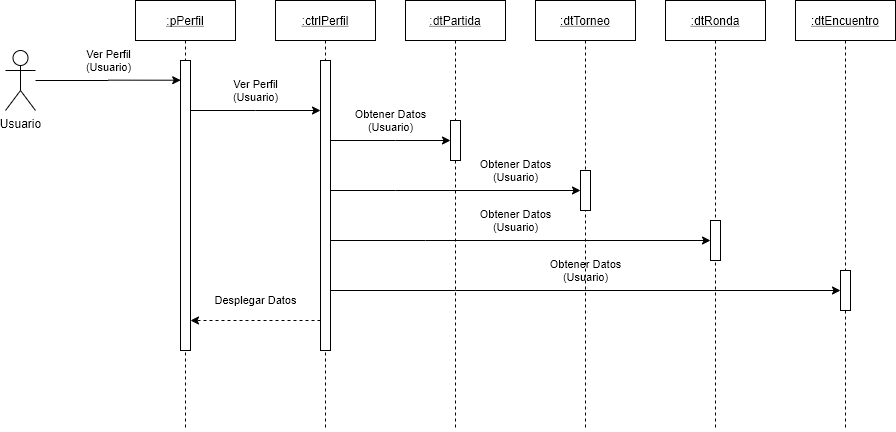 :pPerfil
:ctrlPerfil
:dtPartida
:dtTorneo
:dtRonda
:dtEncuentro
Ver Perfil
(Usuario)
Usuario
Ver Perfil
(Usuario)
Obtener Datos
(Usuario)
Obtener Datos
(Usuario)
Obtener Datos
(Usuario)
Obtener Datos
(Usuario)
Desplegar Datos